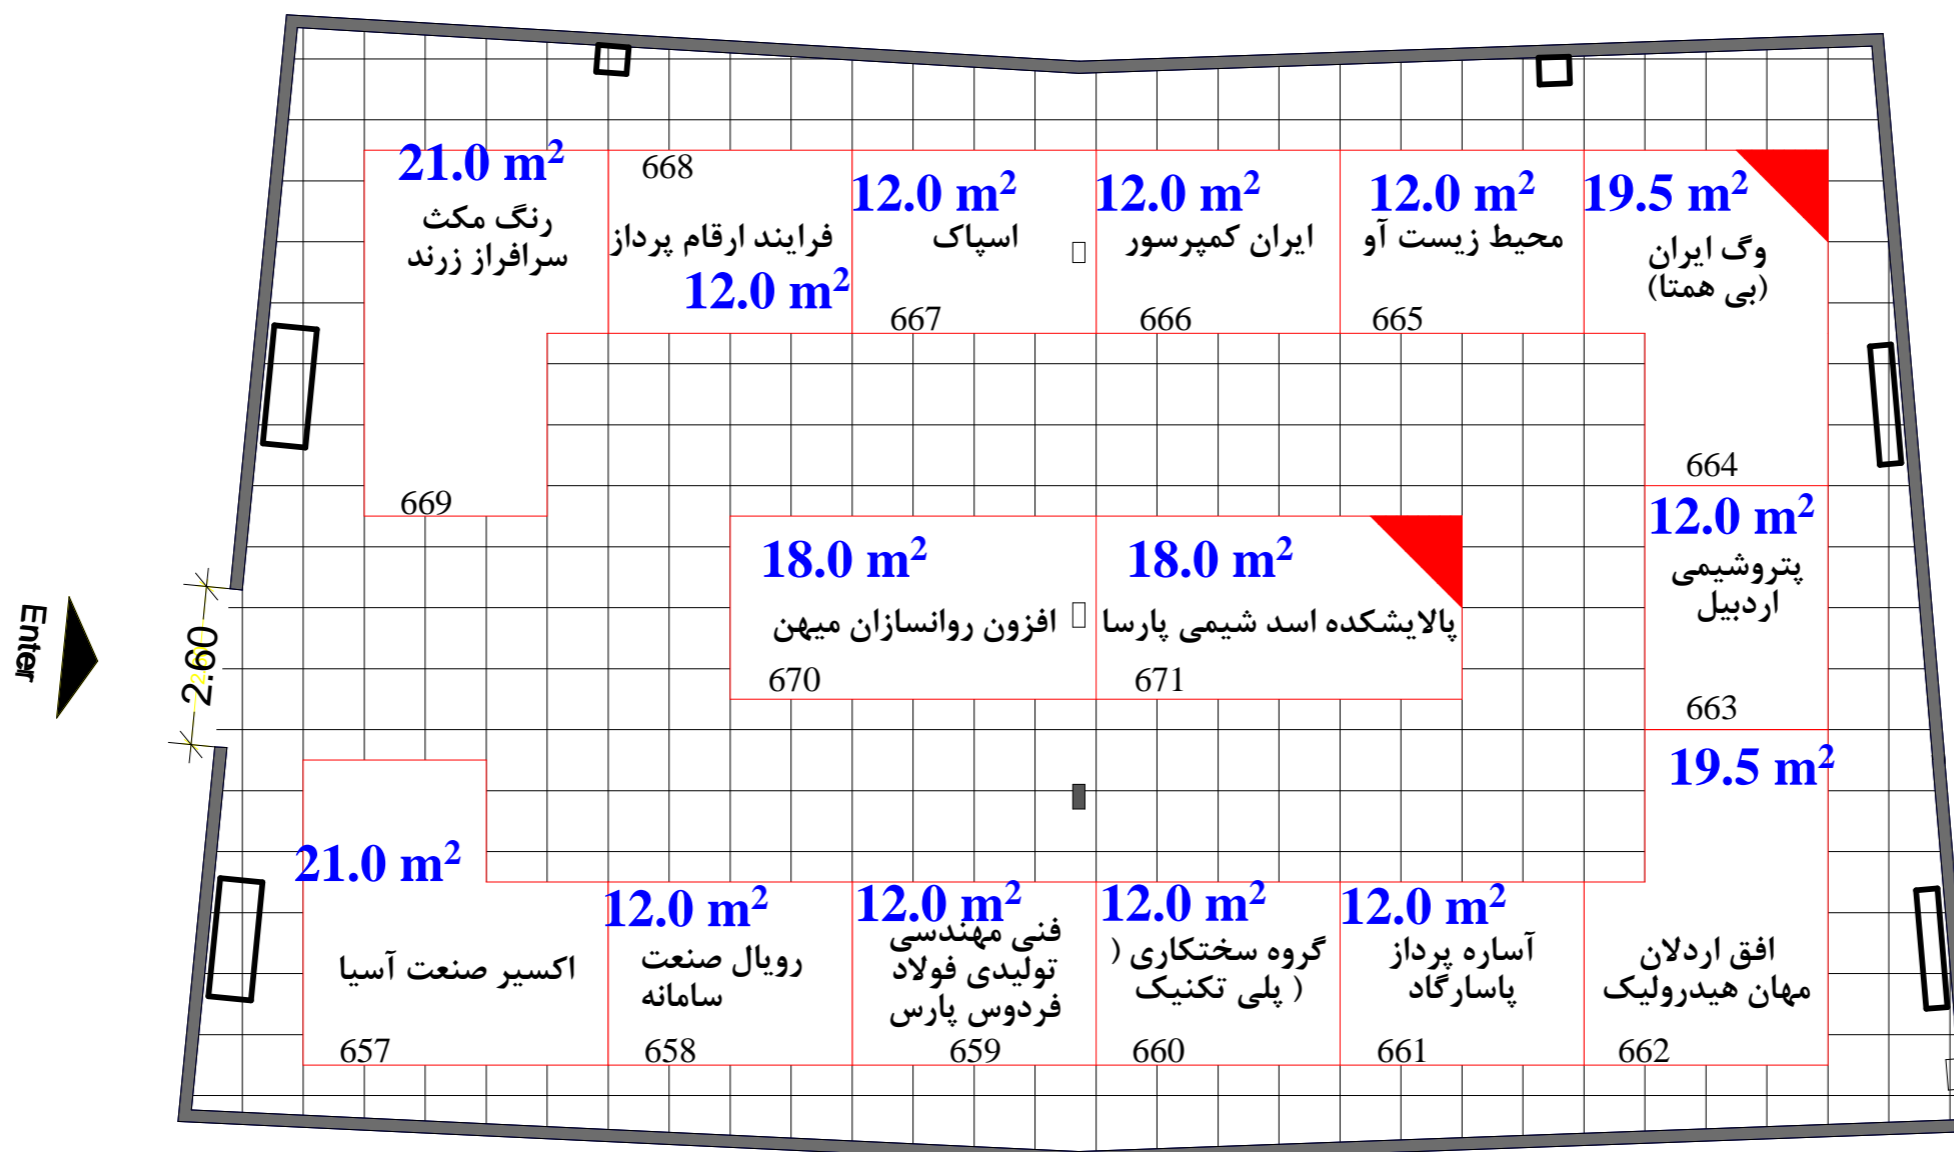 21.0 m²
رنگ مکث
سرافراز زرند
669
668
فرایند ارقام پرداز
12.0 m²
12.0 m²
اسپاک
667
12.0 m²
ایران کمپرسور
666
12.0 m²
محیط زیست آو
665
19.5 m²
وگ ایران
(بی همتا)
664
18.0 m²
افزون روانسازان میهن
670
18.0 m²
پالایشکده اسد شیمی پارسا
671
12.0 m²
پتروشیمی
اردبیل
663
Enter
2.60
21.0 m²
اکسیر صنعت آسیا
657
12.0 m²
رویال صنعت
سامانه
658
12.0 m²
فنی مهندسی
تولیدی فولاد
فردوس پارس
659
12.0 m²
گروه سختکاری (
( پلی تکنیک
660
12.0 m²
آساره پرداز
پاسارگاد
661
19.5 m²
افق اردلان
مهان هیدرولیک
662